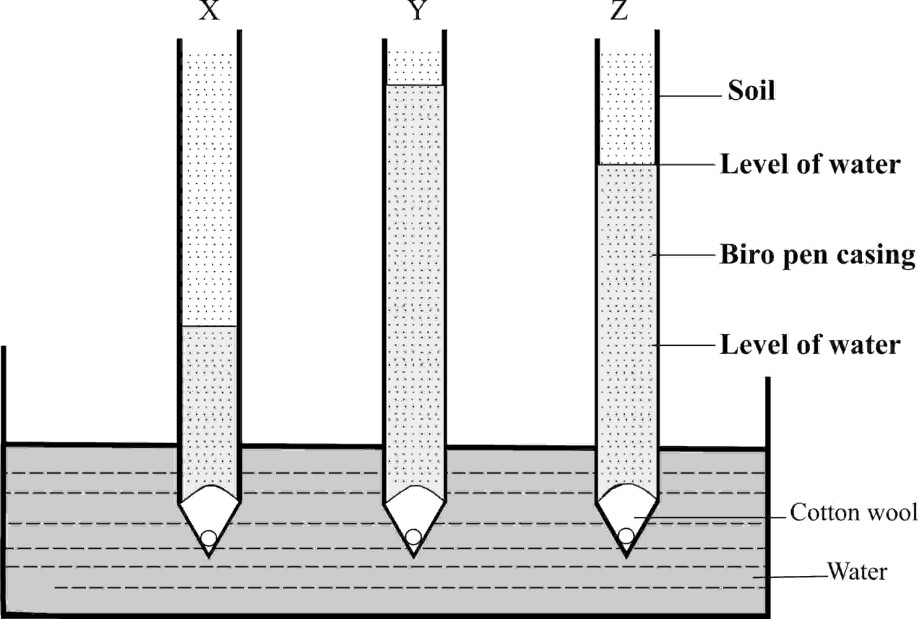 X Y Z
Soil
Level of water
Biro pen casing
Level of water
Cotton wool
Water